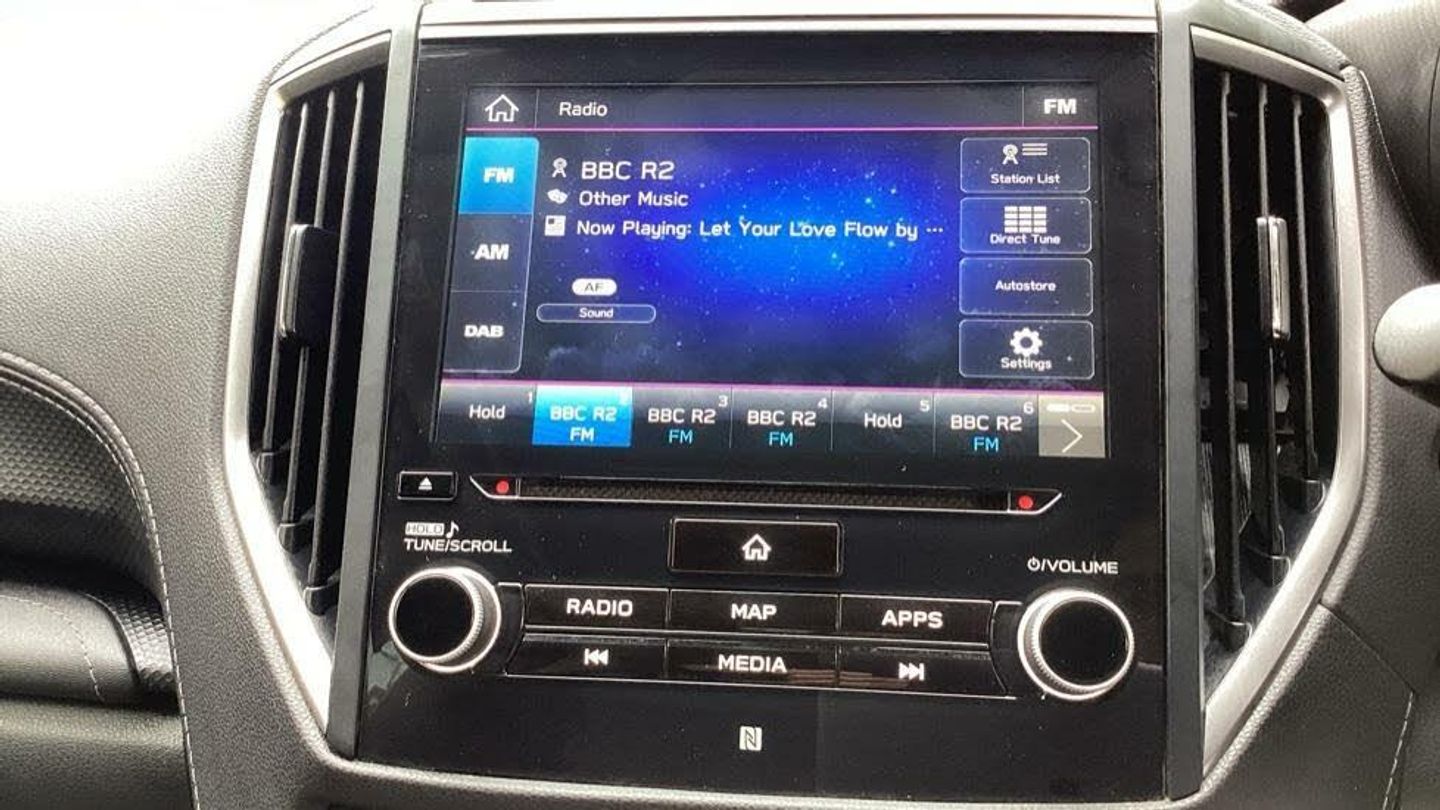 Radio
FM
FM
AM
DAB
BBC R2
Other Music
Now Playing: Let Your Love Flow by ...
AF
Sound
Station List
Direct Tune
Autostore
Settings
Hold 1
BBC R2 2
FM
BBC R2 3
FM
BBC R2 4
FM
Hold 5
BBC R2 6
FM
HOLD
TUNE/SCROLL
/VOLUME
RADIO
MAP
APPS
MEDIA
N